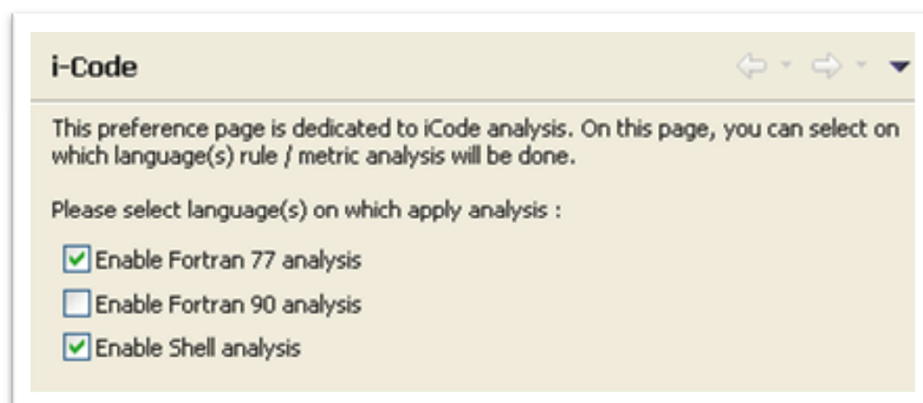 i-Code
This preference page is dedicated to iCode analysis. On this page, you can select on
which language(s) rule / metric analysis will be done.
Please select language(s) on which apply analysis :
Enable Fortran 77 analysis
Enable Fortran 90 analysis
Enable Shell analysis